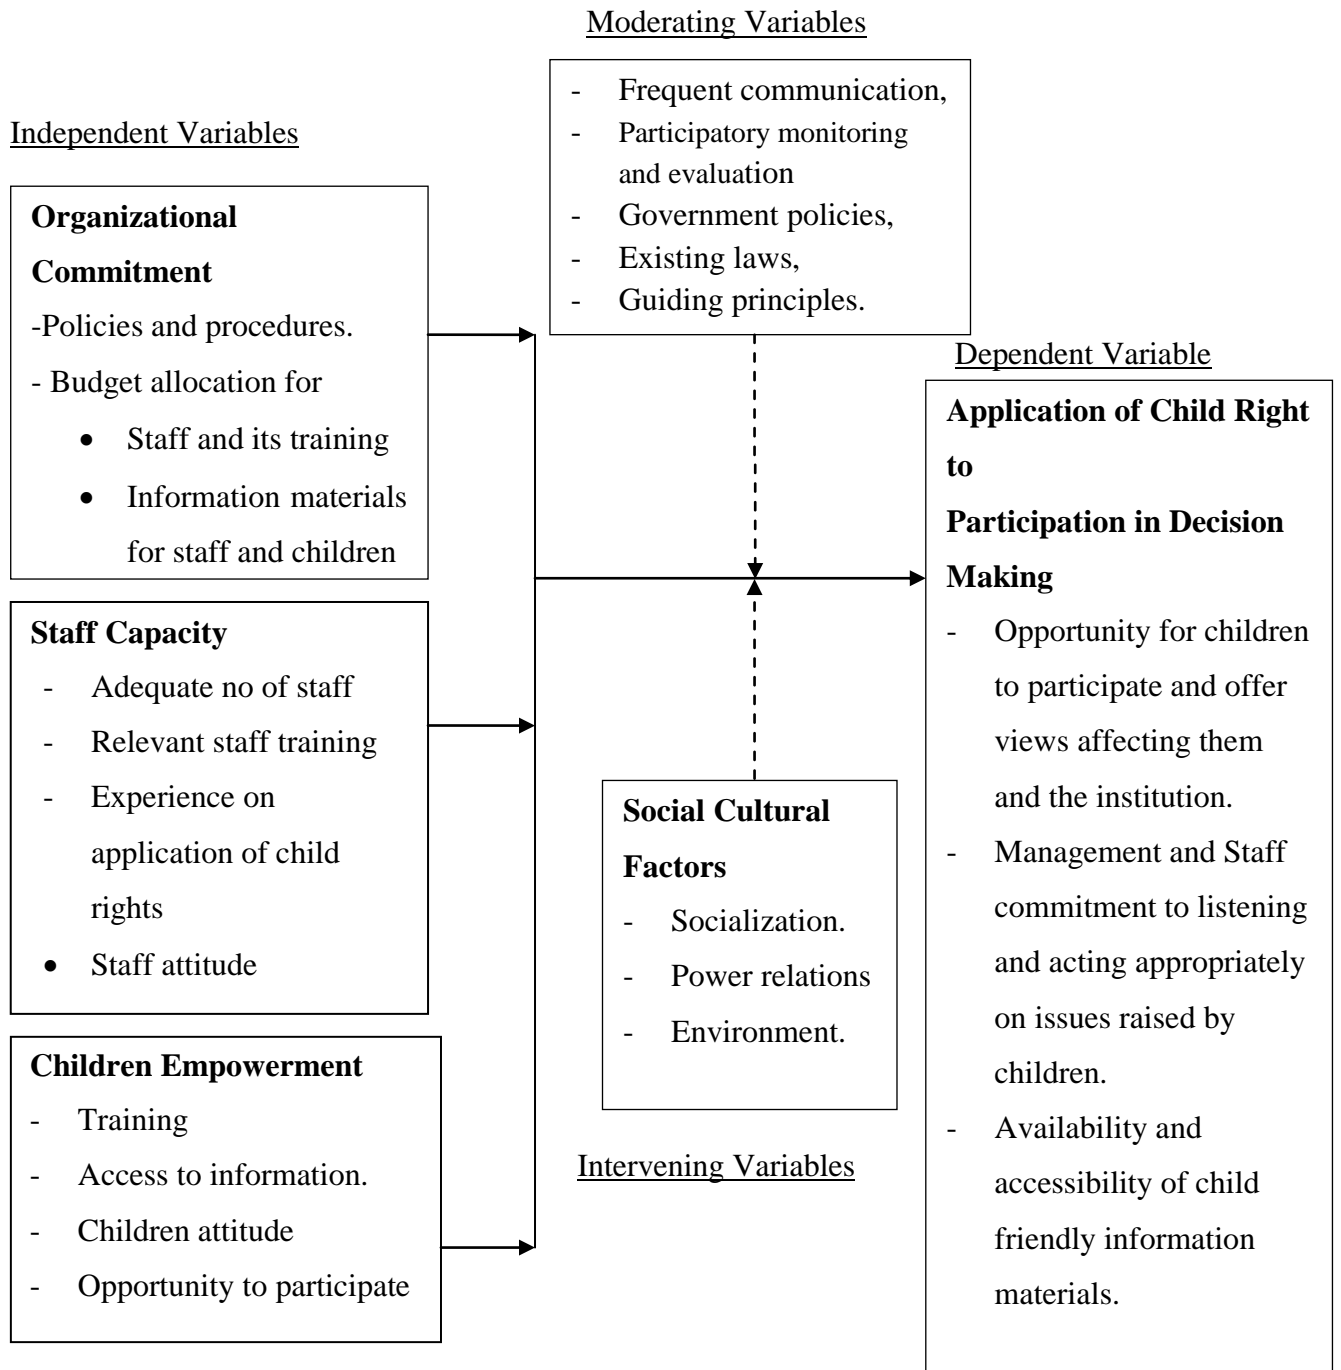 Moderating Variables
- Frequent communication,
- Participatory monitoring
and evaluation
- Government policies,
- Existing laws,
- Guiding principles.
Independent Variables
Organizational
Commitment
-Policies and procedures.
- Budget allocation for
• Staff and its training
• Information materials
for staff and children
Staff Capacity
- Adequate no of staff
- Relevant staff training
- Experience on
application of child
rights
• Staff attitude
Children Empowerment
- Training
- Access to information.
- Children attitude
- Opportunity to participate
Social Cultural
Factors
- Socialization.
- Power relations
- Environment.
Intervening Variables
Dependent Variable
Application of Child Right
to
Participation in Decision
Making
- Opportunity for children
to participate and offer
views affecting them
and the institution.
- Management and Staff
commitment to listening
and acting appropriately
on issues raised by
children.
- Availability and
accessibility of child
friendly information
materials.